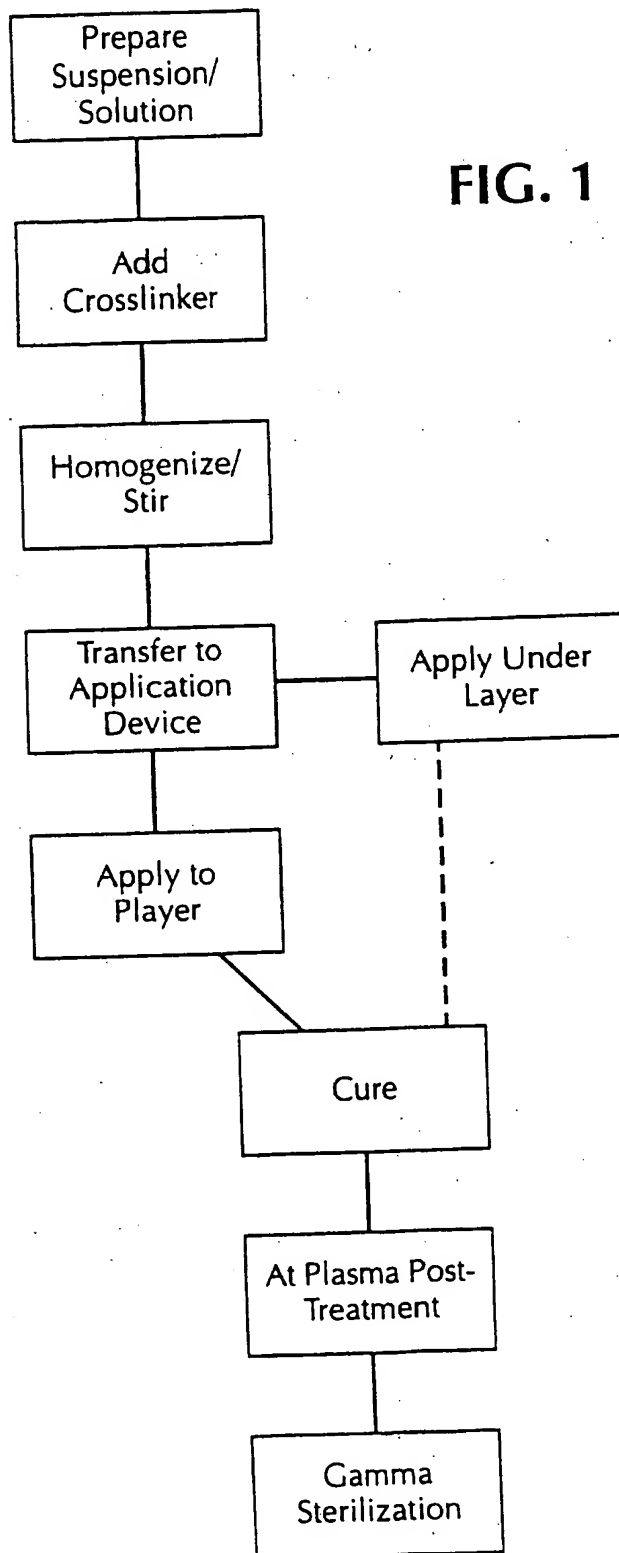 Prepare
Suspension/
Solution
FIG. 1
Add
Crosslinker
Homogenize/
Stir
Transfer to
Application
Device
Apply Under
Layer
Apply to
Player
Cure
At Plasma Post-
Treatment
Gamma
Sterilization